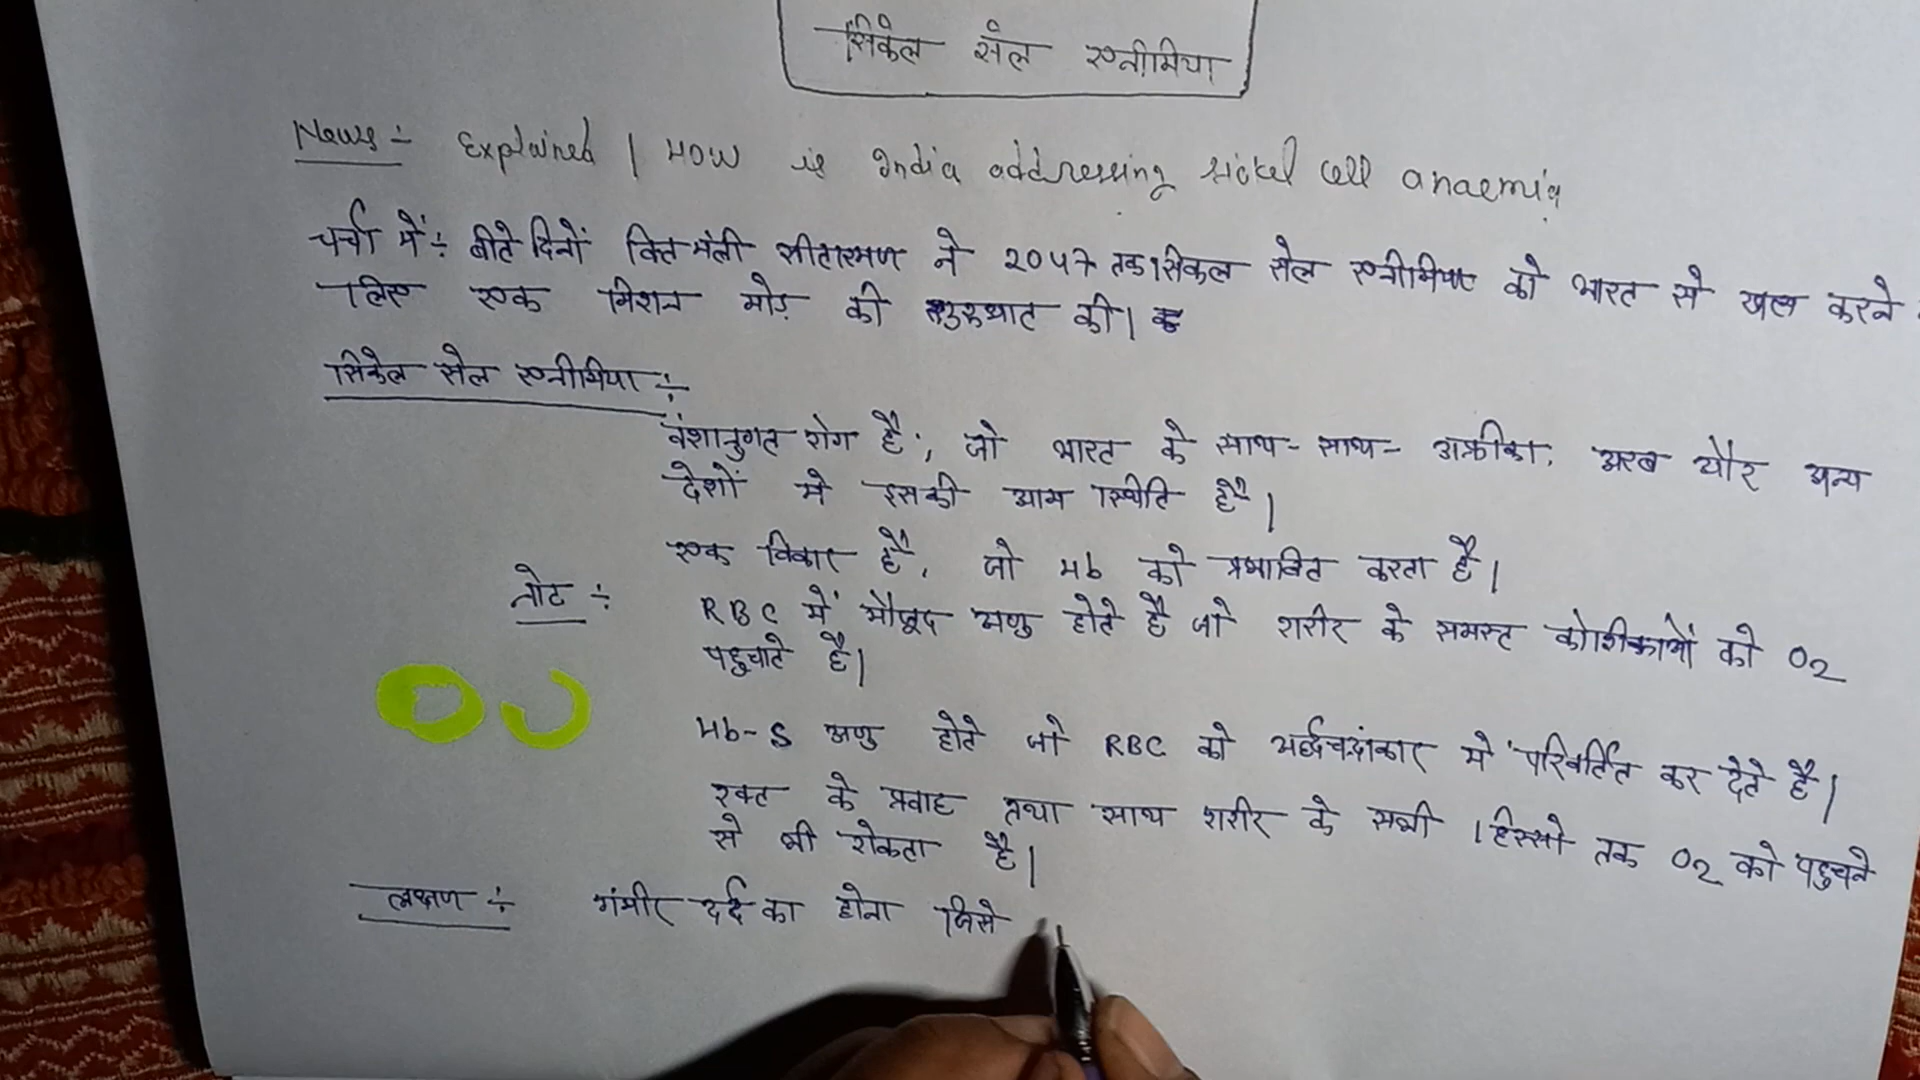 सिकेल सेल एनीमिया
News :- Explained | How is India addressing sickel cell anaemia
चर्चा में :- बीते दिनों वित्त मंत्री सीतारमण ने 2047 तक सिकल सेल एनीमिया को भारत से खत्म करने
लिए एक मिशन मोड़ की शुरुआत की।
सिकेल सेल एनीमिया :-
वंशानुगत रोग है, जो भारत के साथ-साथ- अफ्रीका, अरब और अन्य
देशों में इसकी आम स्थिति है।
एक विकार है, जो Hb को प्रभावित करता है।
नोट :- RBC में मौजूद अणु होते है जो शरीर के समस्त कोशिकाओं को O2
पहुचाते है।
Hb-S अणु होते जो RBC को अर्द्धचद्रांकार मे परिवर्तित कर देते है।
रक्त के प्रवाह तथा साथ शरीर के सभी हिस्सो तक O2 को पहुचने
से भी रोकता है।
लक्षण :- गंभीर दर्द का होना जिसे